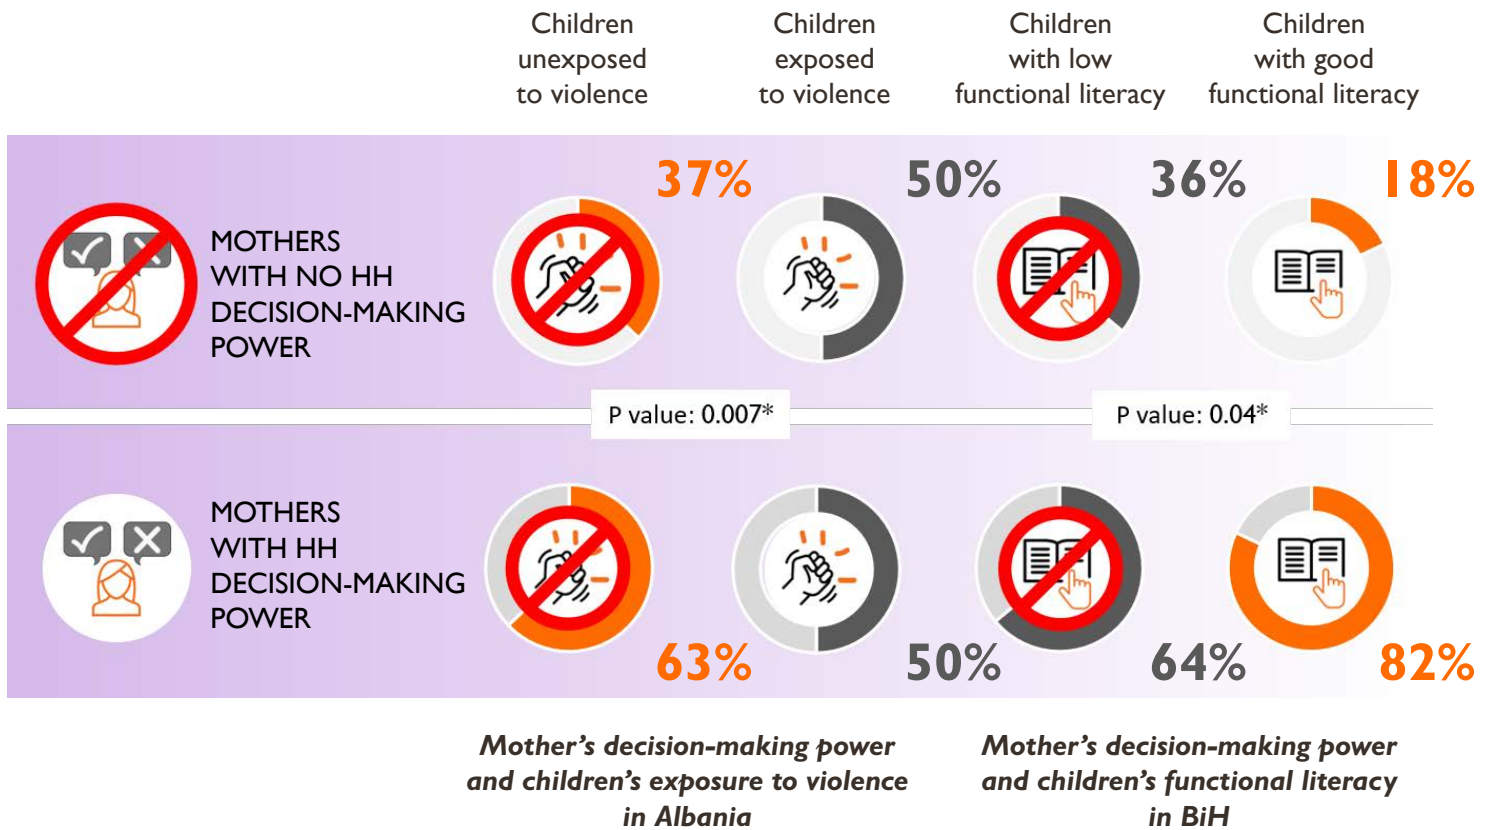 Children
unexposed
to violence
Children
exposed
to violence
Children
with low
functional literacy
Children
with good
functional literacy
MOTHERS
WITH NO HH
DECISION-MAKING
POWER
37%
50%
36%
18%
P value: 0.007*
P value: 0.04*
MOTHERS
WITH HH
DECISION-MAKING
POWER
63%
50%
64%
82%
Mother’s decision-making power
and children’s exposure to violence
in Albania
Mother’s decision-making power
and children’s functional literacy
in BiH